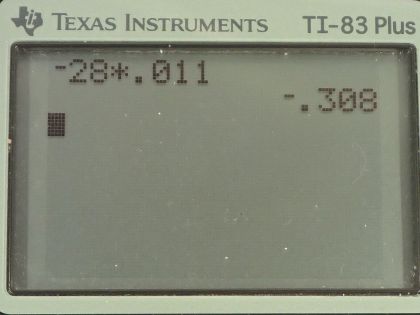 TEXAS INSTRUMENTS TI-83 Plus
-28*.011
-.308